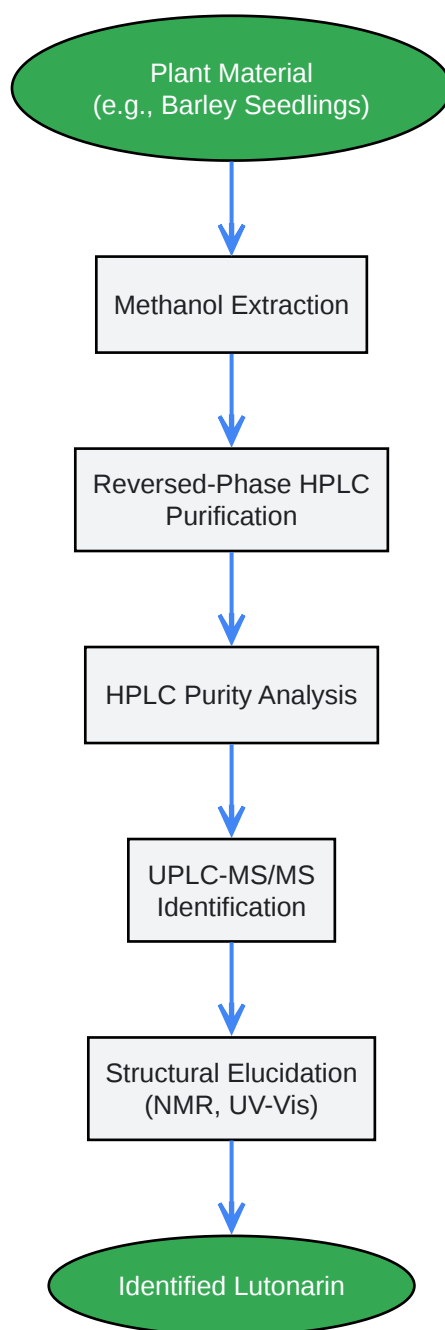 Plant Material
(e.g., Barley Seedlings)
Methanol Extraction
Reversed-Phase HPLC
Purification
HPLC Purity Analysis
UPLC-MS/MS
Identification
Structural Elucidation
(NMR, UV-Vis)
Identified Lutonarin